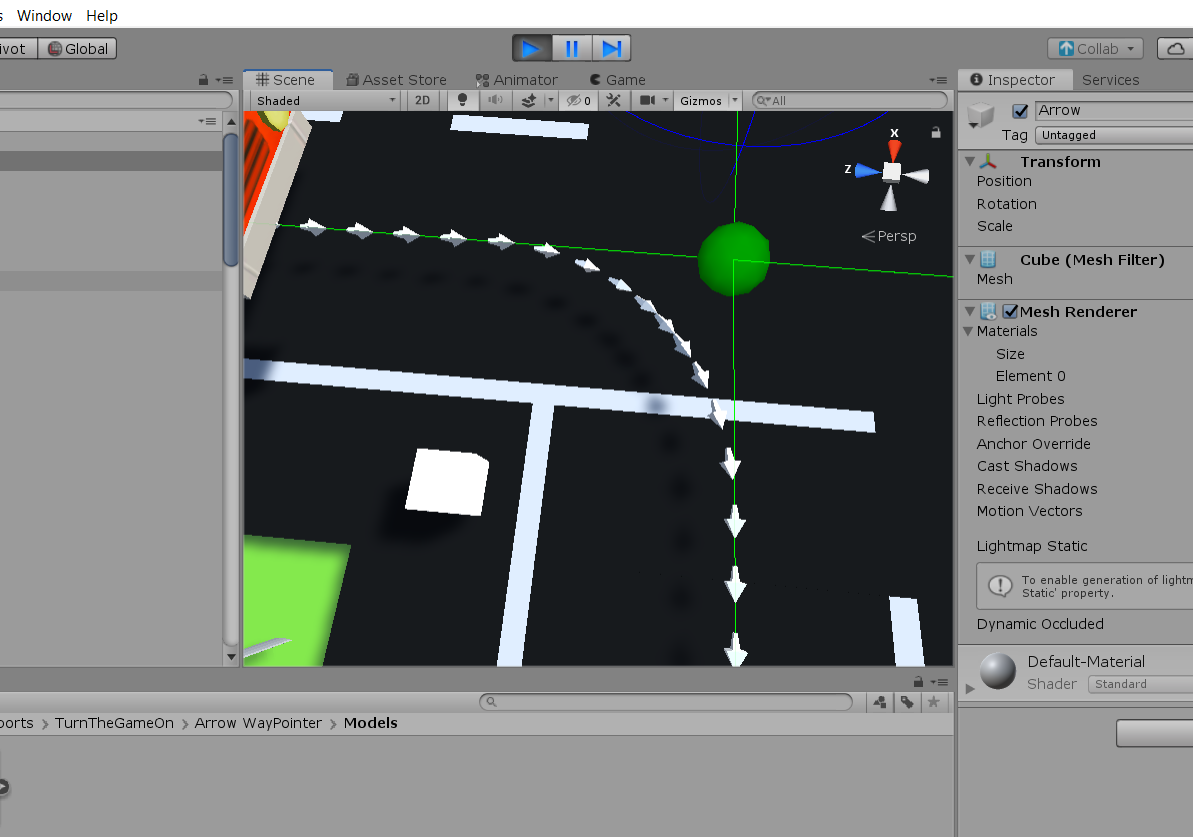 Window Help
Global
Collab
Scene
Asset Store
Animator
Game
Inspector
Services
Shaded
2D
0
Gizmos
All
Arrow
Tag Untagged
x
z
Persp
Transform
Position
Rotation
Scale
Cube (Mesh Filter)
Mesh
Mesh Renderer
Materials
Size
Element 0
Light Probes
Reflection Probes
Anchor Override
Cast Shadows
Receive Shadows
Motion Vectors
Lightmap Static
To enable generation of lightm
Static' property.
Dynamic Occluded
Default-Material
Shader Standard
ports > TurnTheGameOn > Arrow WayPointer > Models